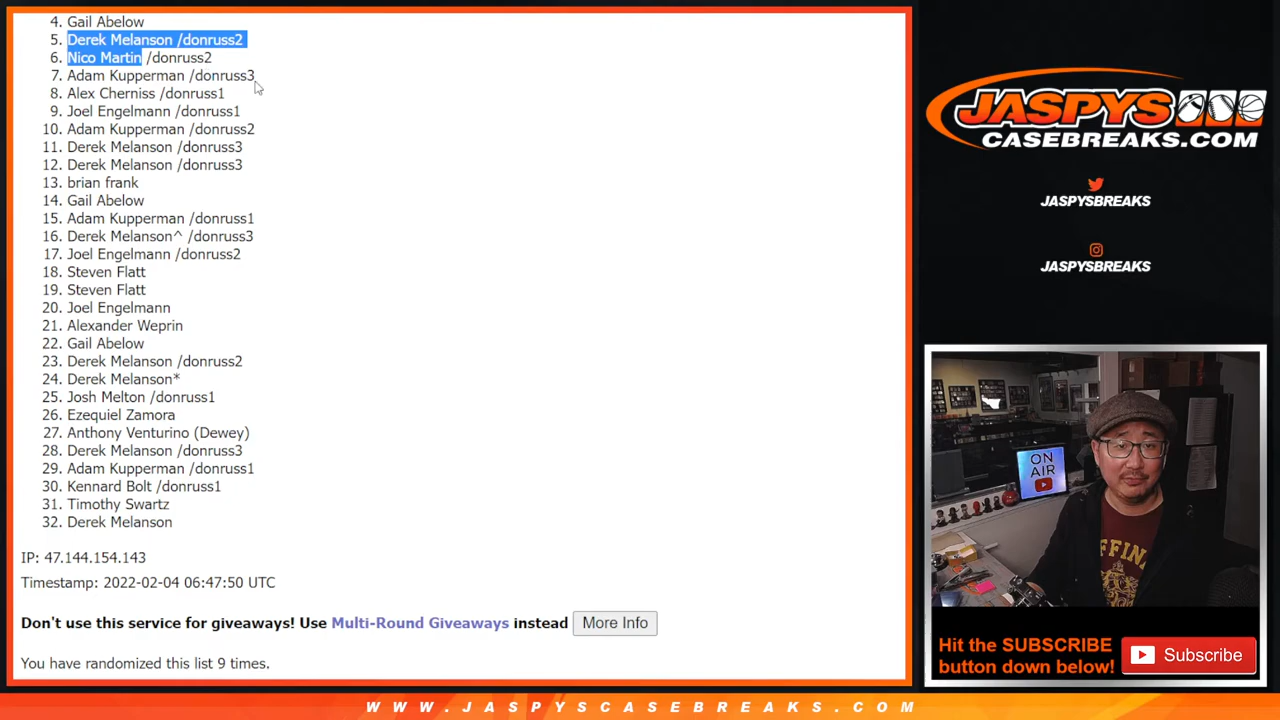 4. Gail Abelow
5. Derek Melanson /donruss2
6. Nico Martin /donruss2
7. Adam Kupperman /donruss3
8. Alex Cherniss /donruss1
9. Joel Engelmann /donruss1
10. Adam Kupperman /donruss2
11. Derek Melanson /donruss3
12. Derek Melanson /donruss3
13. brian frank
14. Gail Abelow
15. Adam Kupperman /donruss1
16. Derek Melanson^ /donruss3
17. Joel Engelmann /donruss2
18. Steven Flatt
19. Steven Flatt
20. Joel Engelmann
21. Alexander Weprin
22. Gail Abelow
23. Derek Melanson /donruss2
24. Derek Melanson*
25. Josh Melton /donruss1
26. Ezequiel Zamora
27. Anthony Venturino (Dewey)
28. Derek Melanson /donruss3
29. Adam Kupperman /donruss1
30. Kennard Bolt /donruss1
31. Timothy Swartz
32. Derek Melanson
IP: 47.144.154.143
Timestamp: 2022-02-04 06:47:50 UTC
Don't use this service for giveaways! Use Multi-Round Giveaways instead More Info
You have randomized this list 9 times.
JASPYS
CASEBREAKS.COM
JASPYSBREAKS
JASPYSBREAKS
ON
AIR
Hit the SUBSCRIBE
button down below!
Subscribe
WWW.JASPYSCASEBREAKS.COM